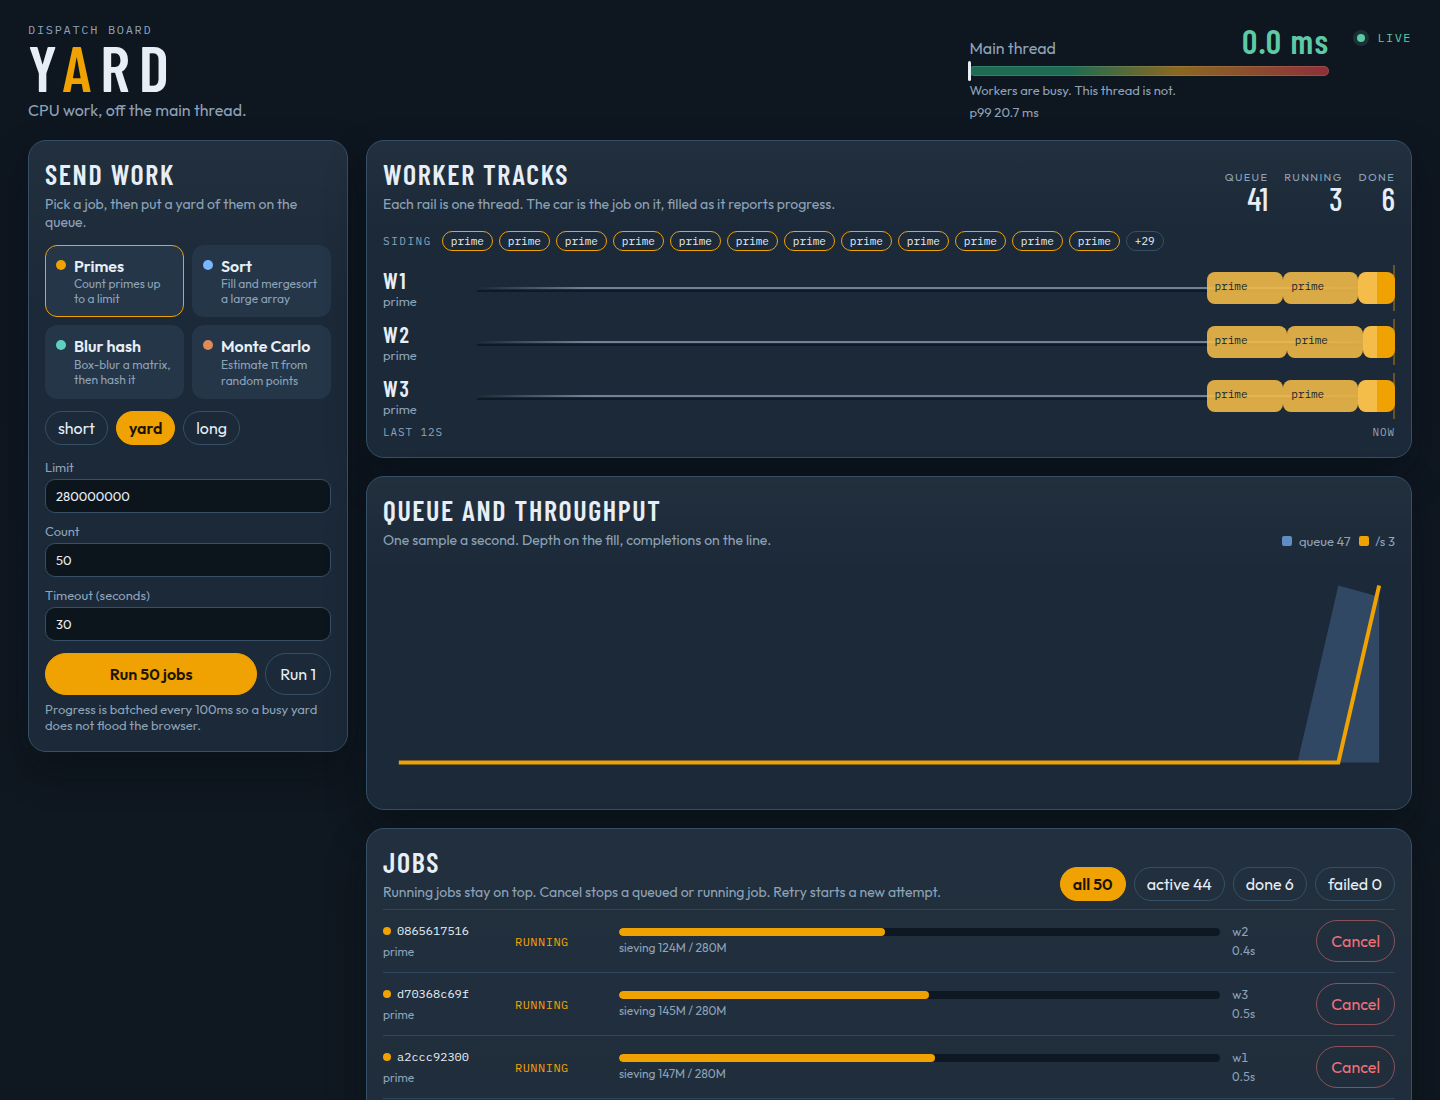 DISPATCH BOARD
YARD
CPU work, off the main thread.
Main thread
0.0 ms
LIVE
Workers are busy. This thread is not.
p99 20.7 ms
SEND WORK
Pick a job, then put a yard of them on the
queue.
Primes
Count primes up
to a limit
Sort
Fill and mergesort
a large array
Blur hash
Box-blur a matrix,
then hash it
Monte Carlo
Estimate π from
random points
short yard long
Limit
280000000
Count
50
Timeout (seconds)
30
Run 50 jobs Run 1
Progress is batched every 100ms so a busy yard
does not flood the browser.
WORKER TRACKS
Each rail is one thread. The car is the job on it, filled as it reports progress.
QUEUE RUNNING DONE
41 3 6
SIDING prime prime prime prime prime prime prime prime prime prime prime prime +29
W1
prime
prime prime
W2
prime
prime prime
W3
prime
prime prime
LAST 12S NOW
QUEUE AND THROUGHPUT
One sample a second. Depth on the fill, completions on the line.
queue 47 /s 3
JOBS
Running jobs stay on top. Cancel stops a queued or running job. Retry starts a new attempt.
all 50 active 44 done 6 failed 0
0865617516
prime
RUNNING
sieving 124M / 280M
w2
0.4s
Cancel
d70368c69f
prime
RUNNING
sieving 145M / 280M
w3
0.5s
Cancel
a2ccc92300
prime
RUNNING
sieving 147M / 280M
w1
0.5s
Cancel